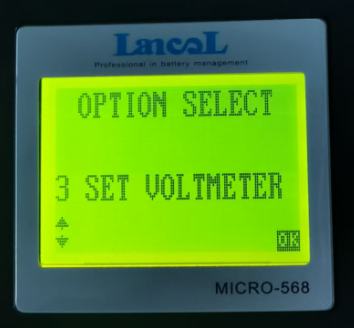 Lancol
Professional in battery management
OPTION SELECT
3 SET VOLTMETER
OK
MICRO-568